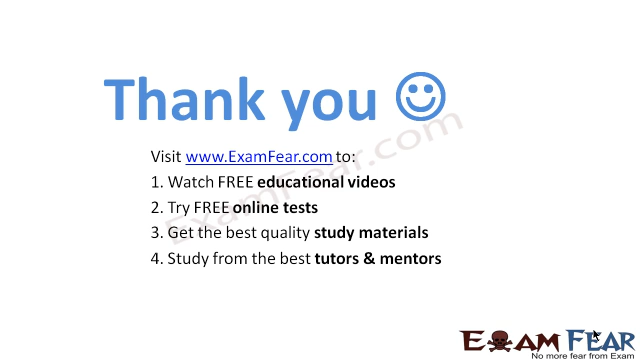 Thank you ☺
Visit www.ExamFear.com to:
1. Watch FREE educational videos
2. Try FREE online tests
3. Get the best quality study materials
4. Study from the best tutors & mentors
ExamFear.com
EXAM FEAR
No more fear from Exam